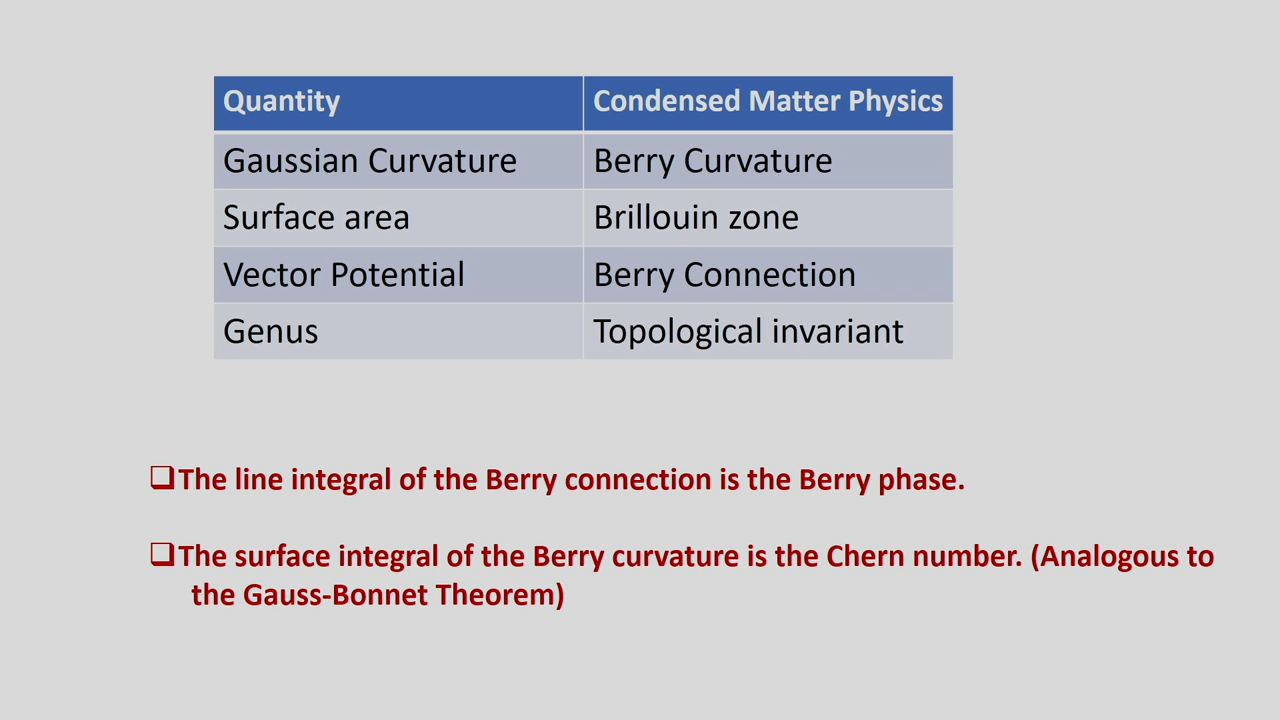 Quantity Condensed Matter Physics
Gaussian Curvature Berry Curvature
Surface area Brillouin zone
Vector Potential Berry Connection
Genus Topological invariant
❑The line integral of the Berry connection is the Berry phase.
❑The surface integral of the Berry curvature is the Chern number. (Analogous to
the Gauss-Bonnet Theorem)